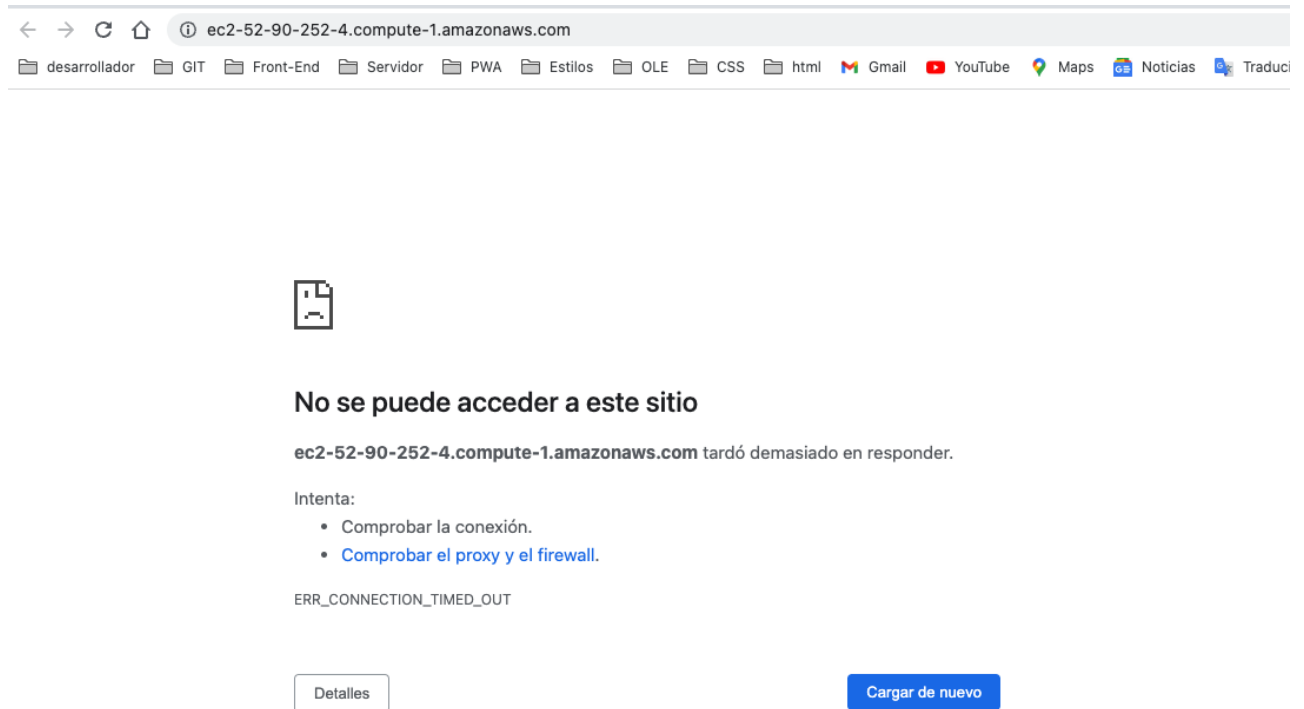 ec2-52-90-252-4.compute-1.amazonaws.com
desarrollador GIT Front-End Servidor PWA Estilos OLE CSS html Gmail YouTube Maps Noticias Traduci
No se puede acceder a este sitio
ec2-52-90-252-4.compute-1.amazonaws.com tardó demasiado en responder.
Intenta:
• Comprobar la conexión.
• Comprobar el proxy y el firewall.
ERR_CONNECTION_TIMED_OUT
Detalles Cargar de nuevo